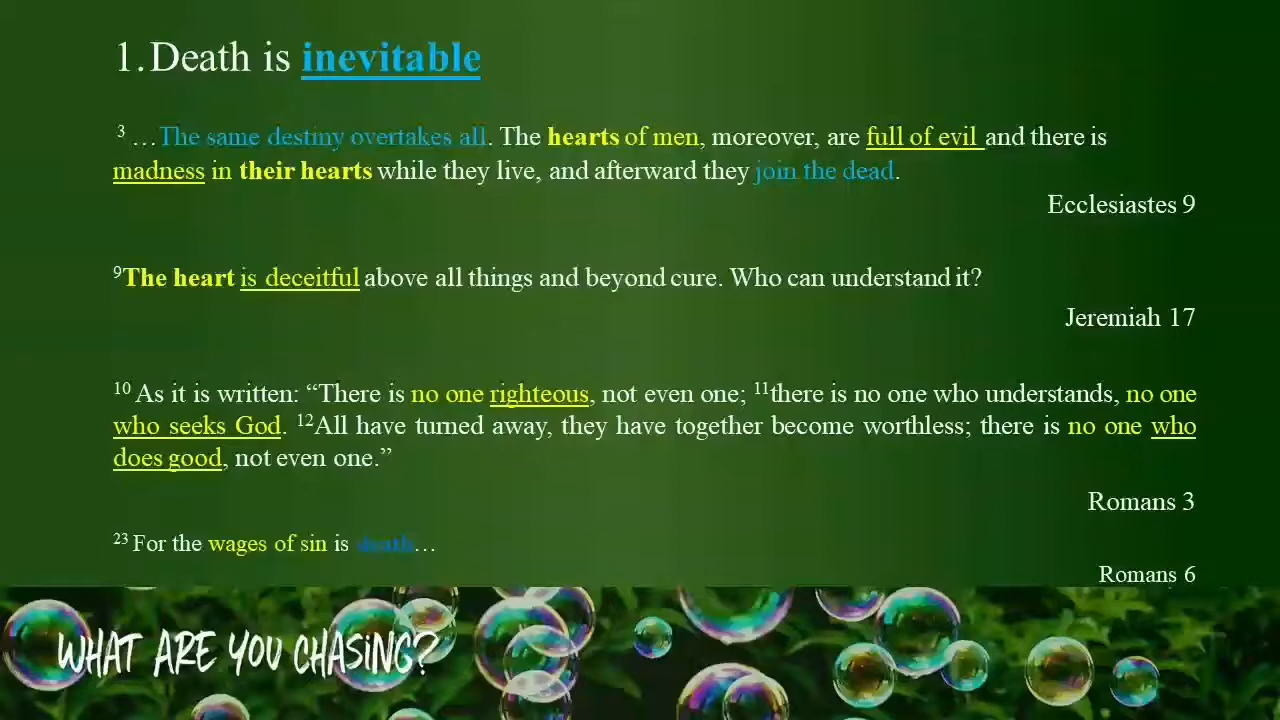 1. Death is inevitable
3 …The same destiny overtakes all. The hearts of men, moreover, are full of evil and there is
madness in their hearts while they live, and afterward they join the dead.
Ecclesiastes 9
9The heart is deceitful above all things and beyond cure. Who can understand it?
Jeremiah 17
10 As it is written: “There is no one righteous, not even one; 11there is no one who understands, no one
who seeks God. 12All have turned away, they have together become worthless; there is no one who
does good, not even one.”
Romans 3
23 For the wages of sin is death…
Romans 6
WHAT ARE YOU CHASING?